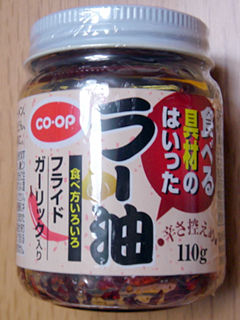 CO-OP
食べる
具材の
はいった
ラー油
食べ方いろいろ
フライド
ガーリック入り
辛さ控えめ
110g